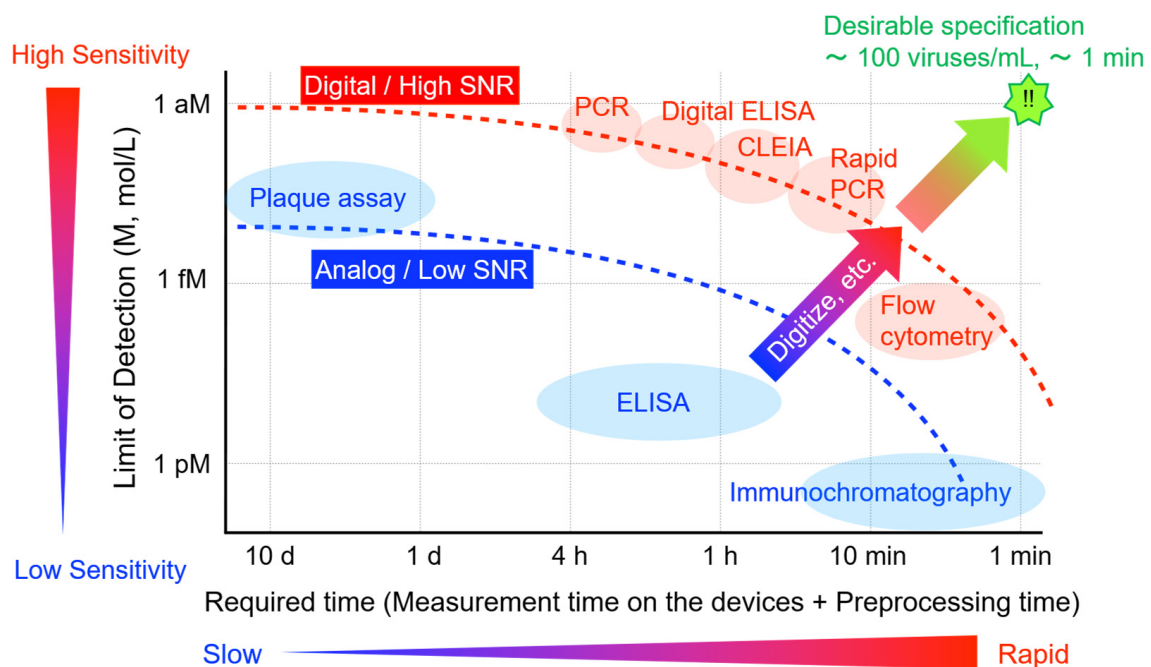 Desirable specification
~ 100 viruses/mL, ~ 1 min
!!
High Sensitivity
Low Sensitivity
Limit of Detection (M, mol/L)
1 aM
1 fM
1 pM
Digital / High SNR
PCR
Digital ELISA
CLEIA
Rapid
PCR
Plaque assay
Analog / Low SNR
Digitize, etc.
Flow
cytometry
ELISA
Immunochromatography
10 d
1 d
4 h
1 h
10 min
1 min
Required time (Measurement time on the devices + Preprocessing time)
Slow
Rapid